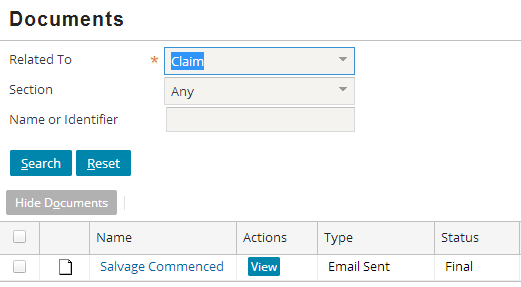 Documents
Related To * Claim
Section Any
Name or Identifier
Search Reset
Hide Documents
Name Actions Type Status
Salvage Commenced View Email Sent Final